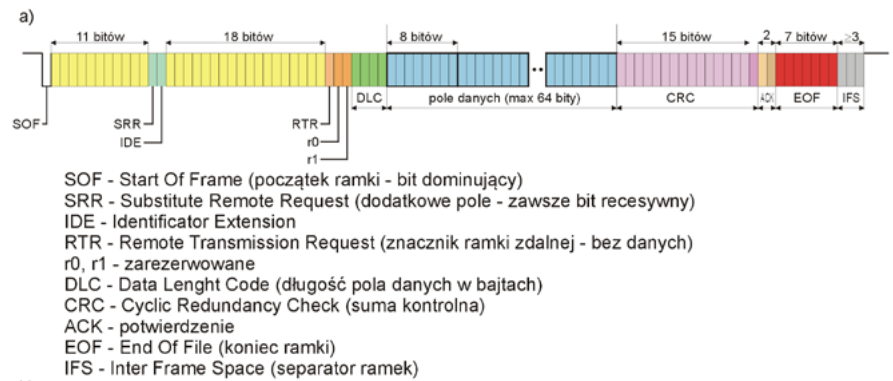 a)
11 bitów 18 bitów 8 bitów 15 bitów 2 7 bitów ≥3
DLC pole danych (max 64 bity) CRC ACK EOF IFS
SOF SRR RTR
IDE r0
r1
SOF - Start Of Frame (początek ramki - bit dominujący)
SRR - Substitute Remote Request (dodatkowe pole - zawsze bit recesywny)
IDE - Identificator Extension
RTR - Remote Transmission Request (znacznik ramki zdalnej - bez danych)
r0, r1 - zarezerwowane
DLC - Data Lenght Code (długość pola danych w bajtach)
CRC - Cyclic Redundancy Check (suma kontrolna)
ACK - potwierdzenie
EOF - End Of File (koniec ramki)
IFS - Inter Frame Space (separator ramek)